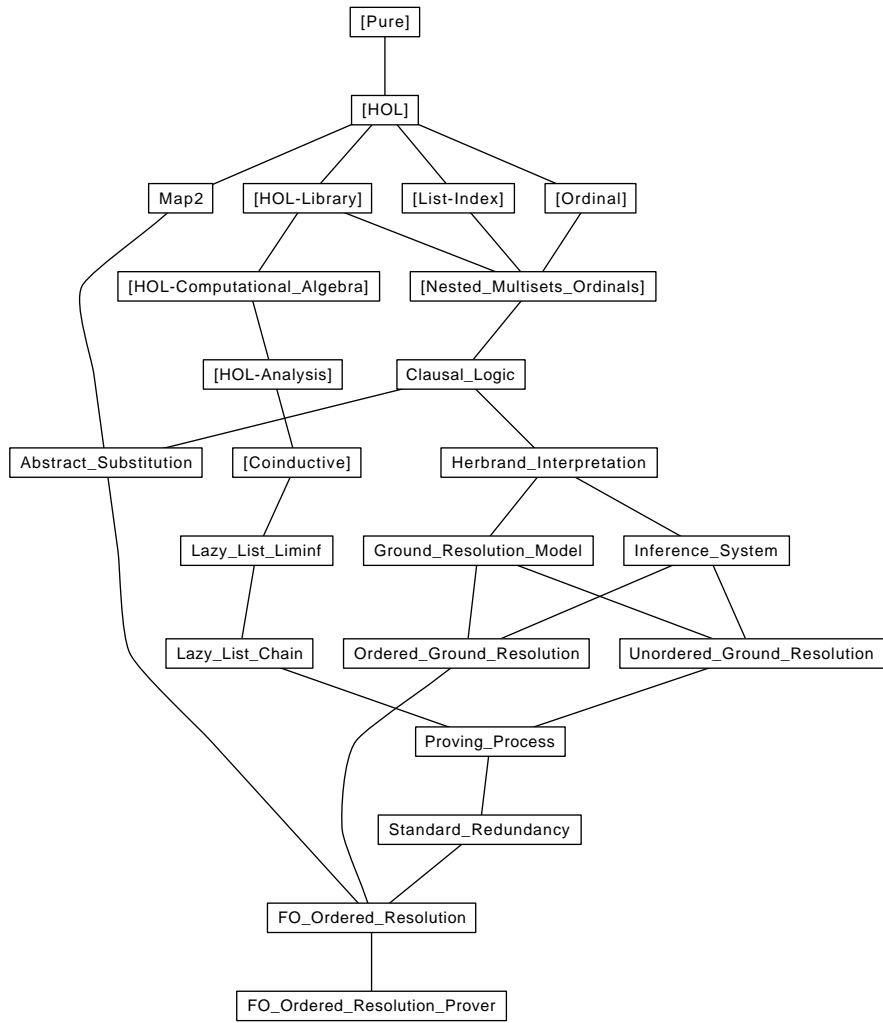 [Pure]
[HOL]
Map2
[HOL-Library]
[List-Index]
[Ordinal]
[HOL-Computational_Algebra]
[Nested_Multisets_Ordinals]
[HOL-Analysis]
Clausal_Logic
Abstract_Substitution
[Coinductive]
Herbrand_Interpretation
Lazy_List_Liminf
Ground_Resolution_Model
Inference_System
Lazy_List_Chain
Ordered_Ground_Resolution
Unordered_Ground_Resolution
Proving_Process
Standard_Redundancy
FO_Ordered_Resolution
FO_Ordered_Resolution_Prover